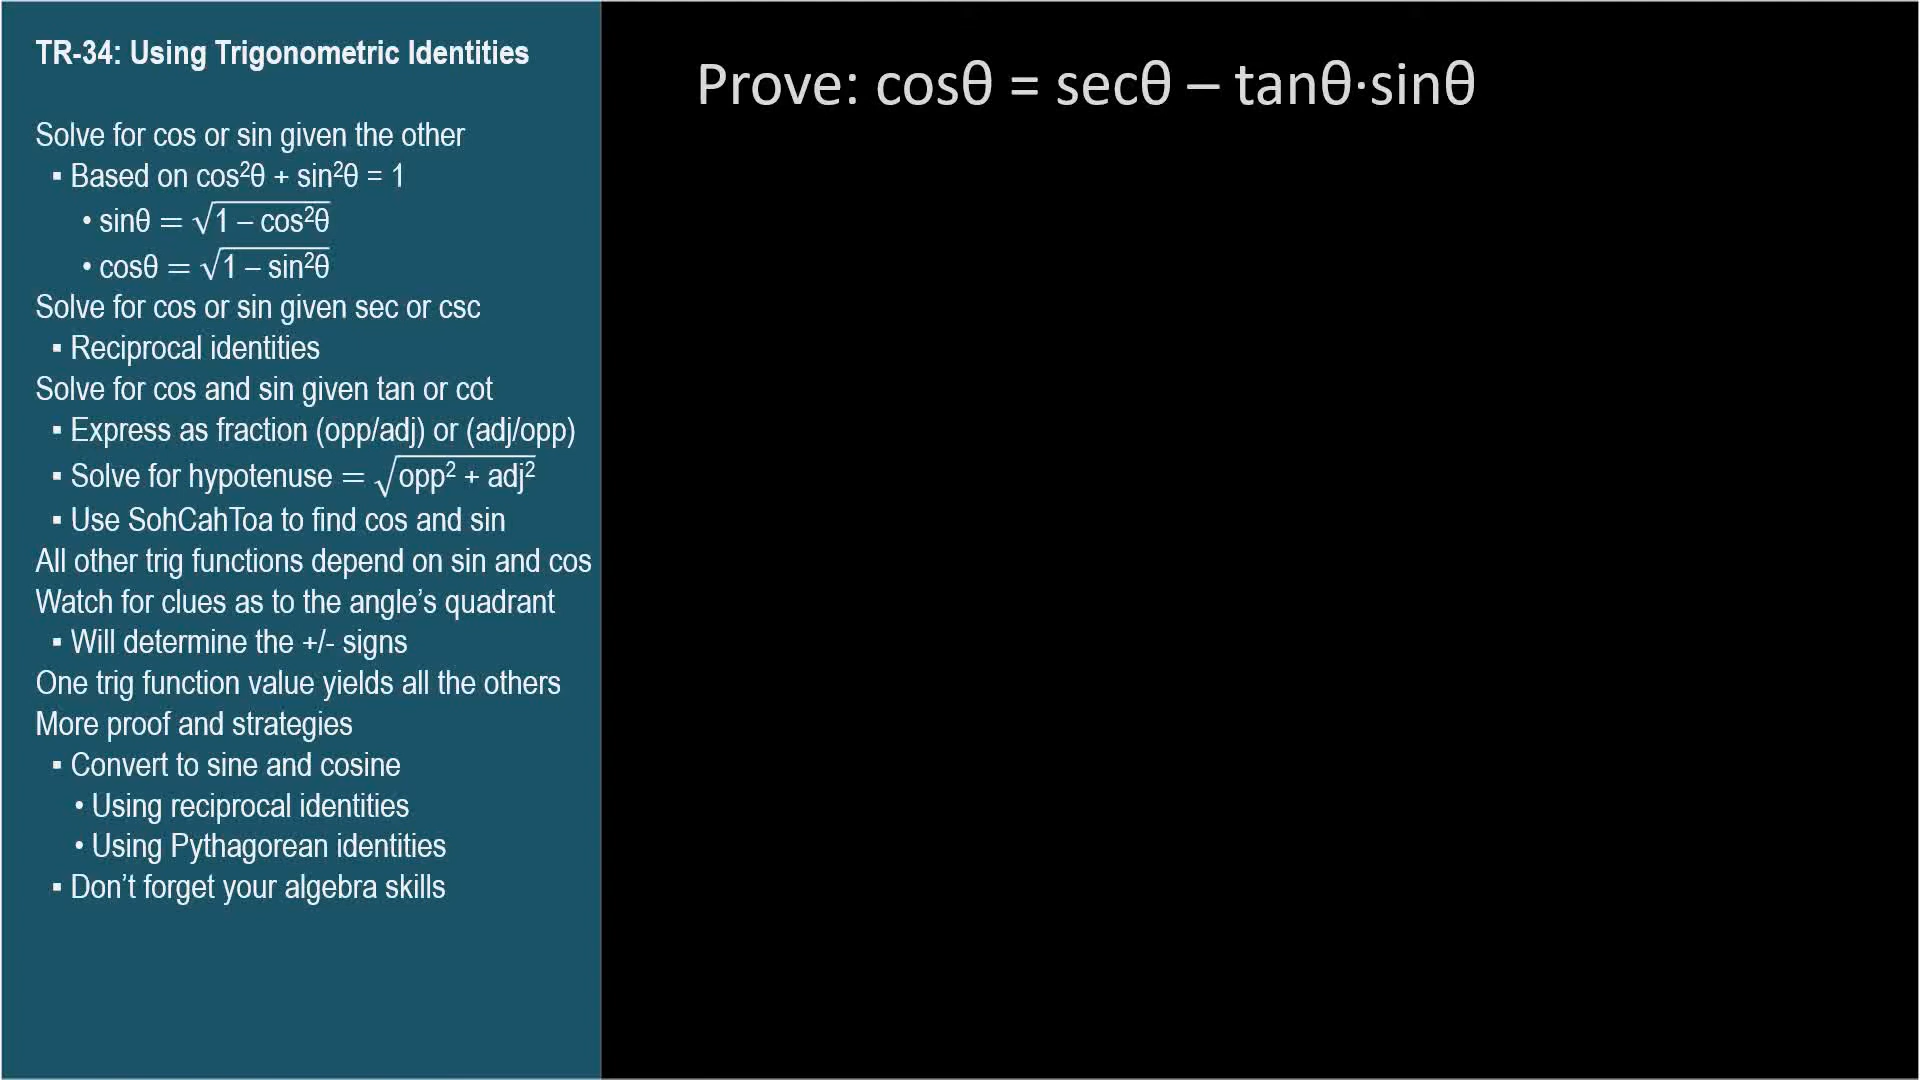 TR-34: Using Trigonometric Identities
Solve for cos or sin given the other
▪ Based on cos²θ + sin²θ = 1
• sinθ = √1 – cos²θ
• cosθ = √1 – sin²θ
Solve for cos or sin given sec or csc
▪ Reciprocal identities
Solve for cos and sin given tan or cot
▪ Express as fraction (opp/adj) or (adj/opp)
▪ Solve for hypotenuse = √opp² + adj²
▪ Use SohCahToa to find cos and sin
All other trig functions depend on sin and cos
Watch for clues as to the angle’s quadrant
▪ Will determine the +/- signs
One trig function value yields all the others
More proof and strategies
▪ Convert to sine and cosine
• Using reciprocal identities
• Using Pythagorean identities
▪ Don’t forget your algebra skills
Prove: cosθ = secθ – tanθ·sinθ